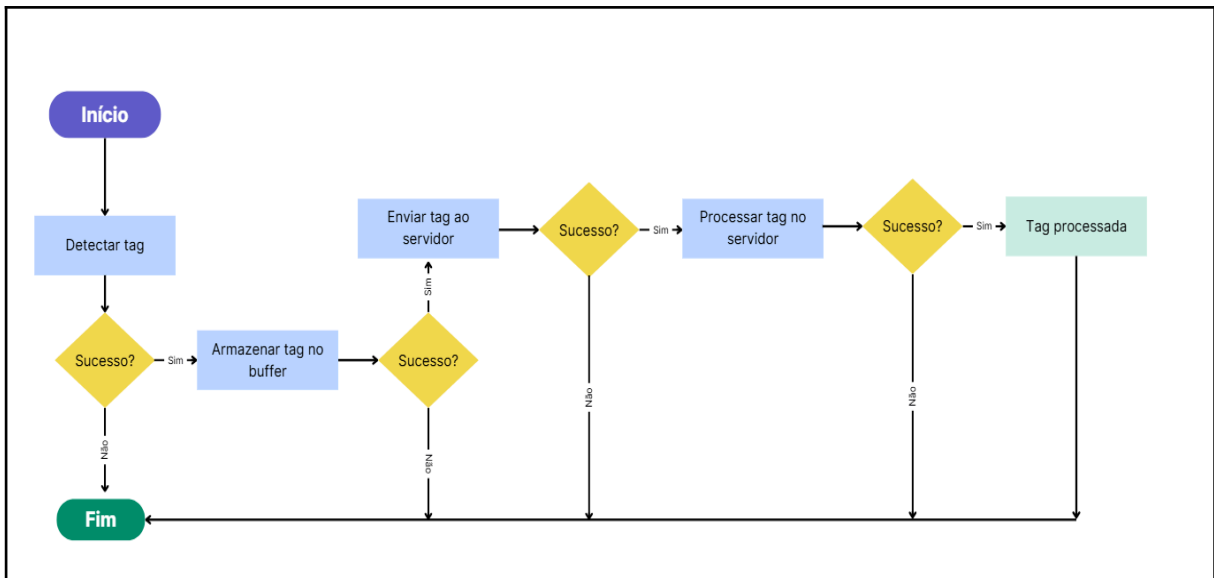 Início
Detectar tag
Sucesso?
Sim
Não
Armazenar tag no
buffer
Sucesso?
Sim
Não
Enviar tag ao
servidor
Sucesso?
Sim
Não
Processar tag no
servidor
Sucesso?
Sim
Não
Tag processada
Fim